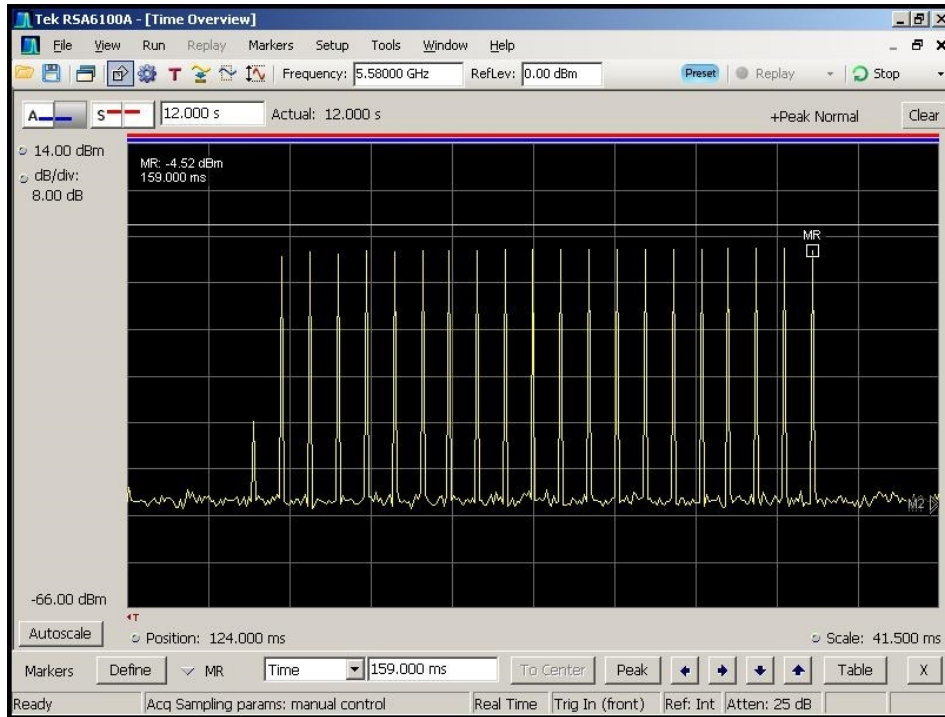 Tek RSA6100A - [Time Overview]
File View Run Replay Markers Setup Tools Window Help
Frequency: 5.58000 GHz RefLev: 0.00 dBm Preset Replay Stop
A S 12.000 s Actual: 12.000 s +Peak Normal Clear
14.00 dBm
dB/div:
8.00 dB
MR: -4.52 dBm
159.000 ms
MR
M2
-66.00 dBm
T
Autoscale Position: 124.000 ms Scale: 41.500 ms
Markers Define MR Time 159.000 ms To Center Peak Table X
Ready Acq Sampling params: manual control Real Time Trig In (front) Ref: Int Atten: 25 dB